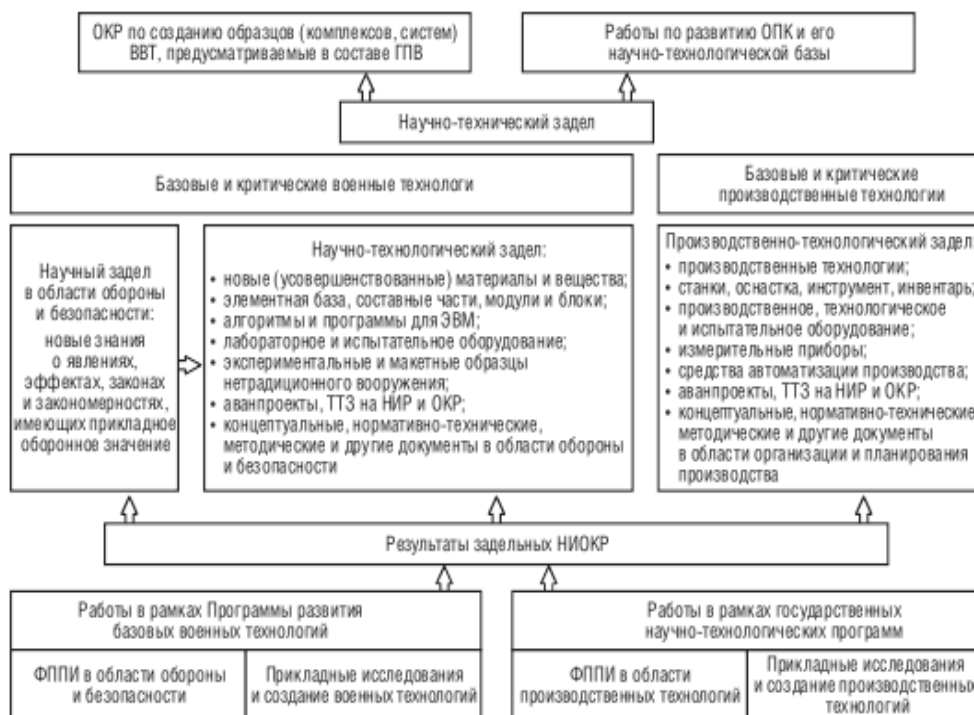 ОКР по созданию образцов (комплексов, систем)
ВВТ, предусматриваемые в составе ГПВ
Работы по развитию ОПК и его
научно-технологической базы
Научно-технический задел
Базовые и критические военные технологи
Базовые и критические
производственные технологии
Научный задел
в области обороны
и безопасности:
новые знания
о явлениях,
эффектах, законах
и закономерностях,
имеющих прикладное
оборонное значение
Научно-технологический задел:
• новые (усовершенствованные) материалы и вещества;
• элементная база, составные части, модули и блоки;
• алгоритмы и программы для ЭВМ;
• лабораторное и испытательное оборудование;
• экспериментальные и макетные образцы
нетрадиционного вооружения;
• аванпроекты, ТТЗ на НИР и ОКР;
• концептуальные, нормативно-технические,
методические и другие документы в области обороны
и безопасности
Производственно-технологический задел:
• производственные технологии;
• станки, оснастка, инструмент, инвентарь;
• производственное, технологическое
и испытательное оборудование;
• измерительные приборы;
• средства автоматизации производства;
• аванпроекты, ТТЗ на НИР и ОКР;
• концептуальные, нормативно-технические,
методические и другие документы
в области организации и планирования
производства
Результаты задельных НИОКР
Работы в рамках Программы развития
базовых военных технологий
ФППИ в области обороны
и безопасности
Прикладные исследования
и создание военных технологий
Работы в рамках государственных
научно-технологических программ
ФППИ в области
производственных технологий
Прикладные исследования
и создание производственных
технологий